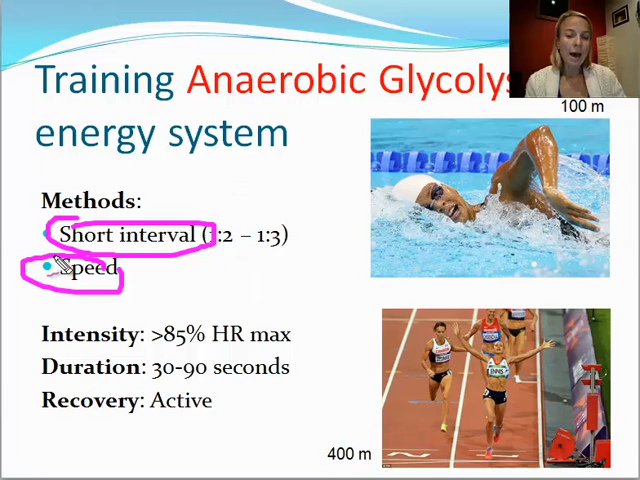 Training Anaerobic Glycolys
energy system
100 m
Methods:
Short interval (1:2 – 1:3)
Speed
Intensity: >85% HR max
Duration: 30-90 seconds
Recovery: Active
ENNIS
400 m